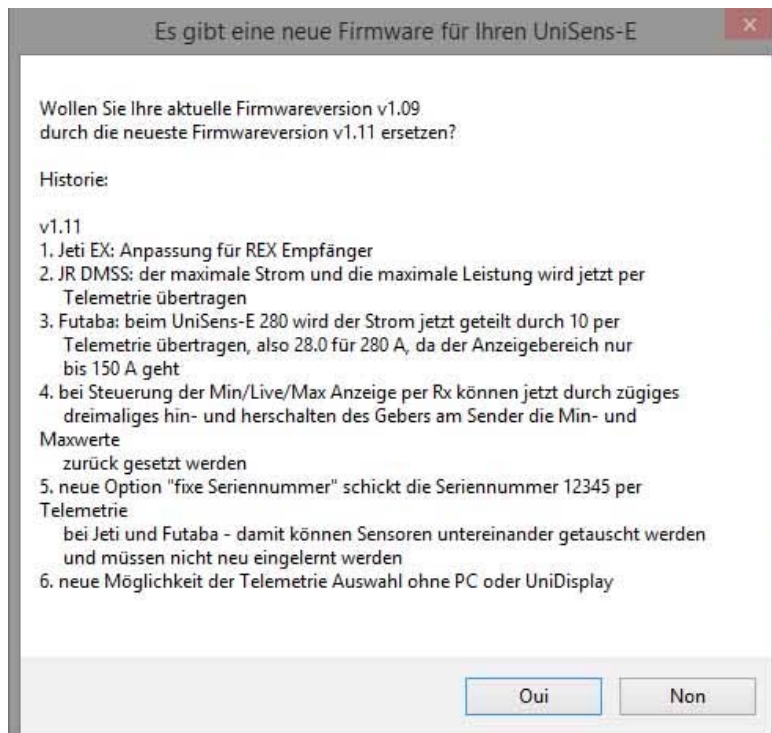 Es gibt eine neue Firmware für Ihren UniSens-E
Wollen Sie Ihre aktuelle Firmwareversion v1.09
durch die neueste Firmwareversion v1.11 ersetzen?
Historie:
v1.11
1. Jeti EX: Anpassung für REX Empfänger
2. JR DMSS: der maximale Strom und die maximale Leistung wird jetzt per
Telemetrie übertragen
3. Futaba: beim UniSens-E 280 wird der Strom jetzt geteilt durch 10 per
Telemetrie übertragen, also 28.0 für 280 A, da der Anzeigebereich nur
bis 150 A geht
4. bei Steuerung der Min/Live/Max Anzeige per Rx können jetzt durch zügiges
dreimaliges hin- und herschalten des Gebers am Sender die Min- und
Maxwerte
zurück gesetzt werden
5. neue Option "fixe Seriennummer" schickt die Seriennummer 12345 per
Telemetrie
bei Jeti und Futaba - damit können Sensoren untereinander getauscht werden
und müssen nicht neu eingelernt werden
6. neue Möglichkeit der Telemetrie Auswahl ohne PC oder UniDisplay
Oui
Non